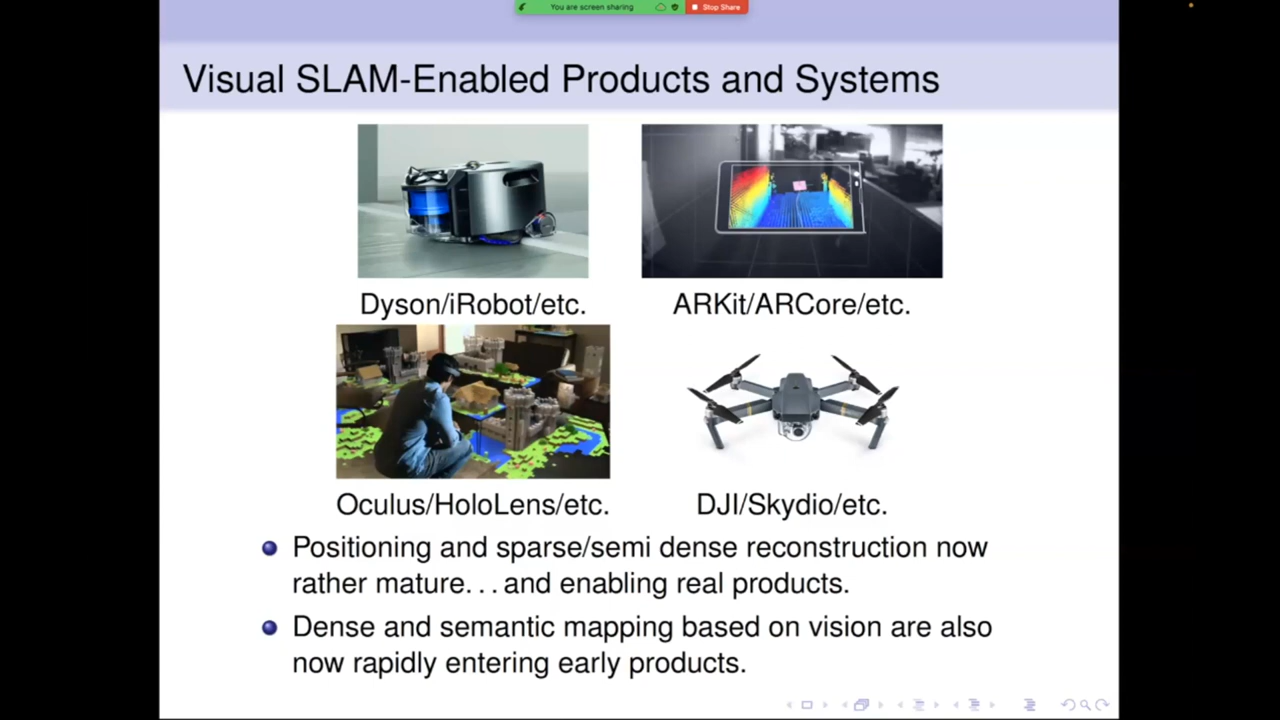 You are screen sharing
Stop Share
Visual SLAM-Enabled Products and Systems
Dyson/iRobot/etc.
ARKit/ARCore/etc.
Oculus/HoloLens/etc.
DJI/Skydio/etc.
Positioning and sparse/semi dense reconstruction now
rather mature. . . and enabling real products.
Dense and semantic mapping based on vision are also
now rapidly entering early products.